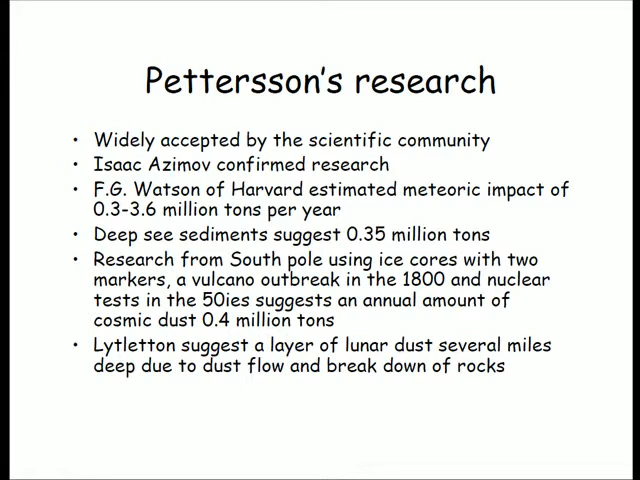 Pettersson's research
• Widely accepted by the scientific community
• Isaac Azimov confirmed research
• F.G. Watson of Harvard estimated meteoric impact of
0.3-3.6 million tons per year
• Deep see sediments suggest 0.35 million tons
• Research from South pole using ice cores with two
markers, a vulcano outbreak in the 1800 and nuclear
tests in the 50ies suggests an annual amount of
cosmic dust 0.4 million tons
• Lytletton suggest a layer of lunar dust several miles
deep due to dust flow and break down of rocks